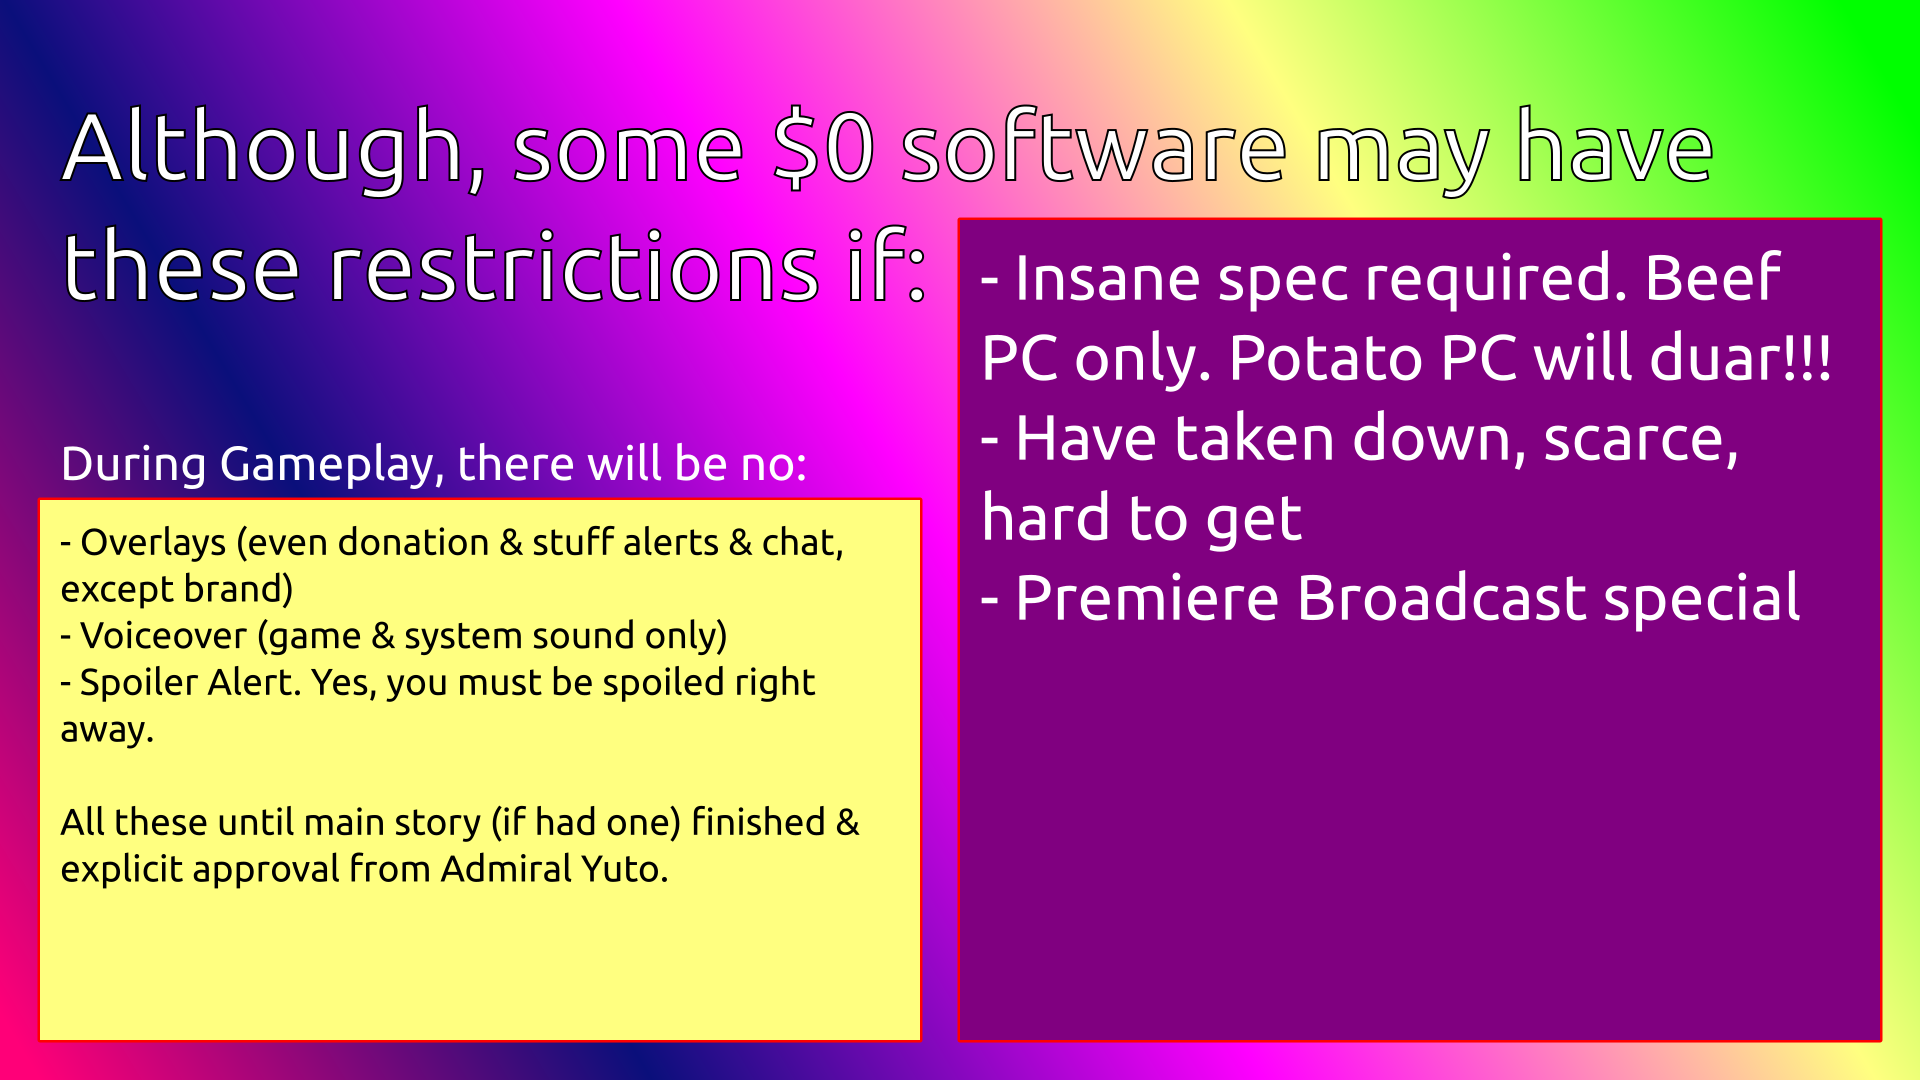 Although, some $0 software may have
these restrictions if:
During Gameplay, there will be no:
- Overlays (even donation & stuff alerts & chat,
except brand)
- Voiceover (game & system sound only)
- Spoiler Alert. Yes, you must be spoiled right
away.
All these until main story (if had one) finished &
explicit approval from Admiral Yuto.
- Insane spec required. Beef
PC only. Potato PC will duar!!!
- Have taken down, scarce,
hard to get
- Premiere Broadcast special